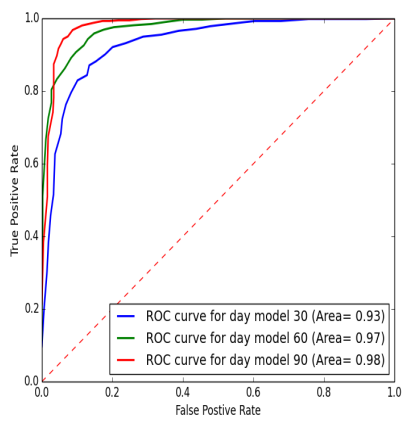 1.0
0.8
0.6
0.4
0.2
0.0
True Positive Rate
ROC curve for day model 30 (Area= 0.93)
ROC curve for day model 60 (Area= 0.97)
ROC curve for day model 90 (Area= 0.98)
0.0 0.2 0.4 0.6 0.8 1.0
False Postive Rate